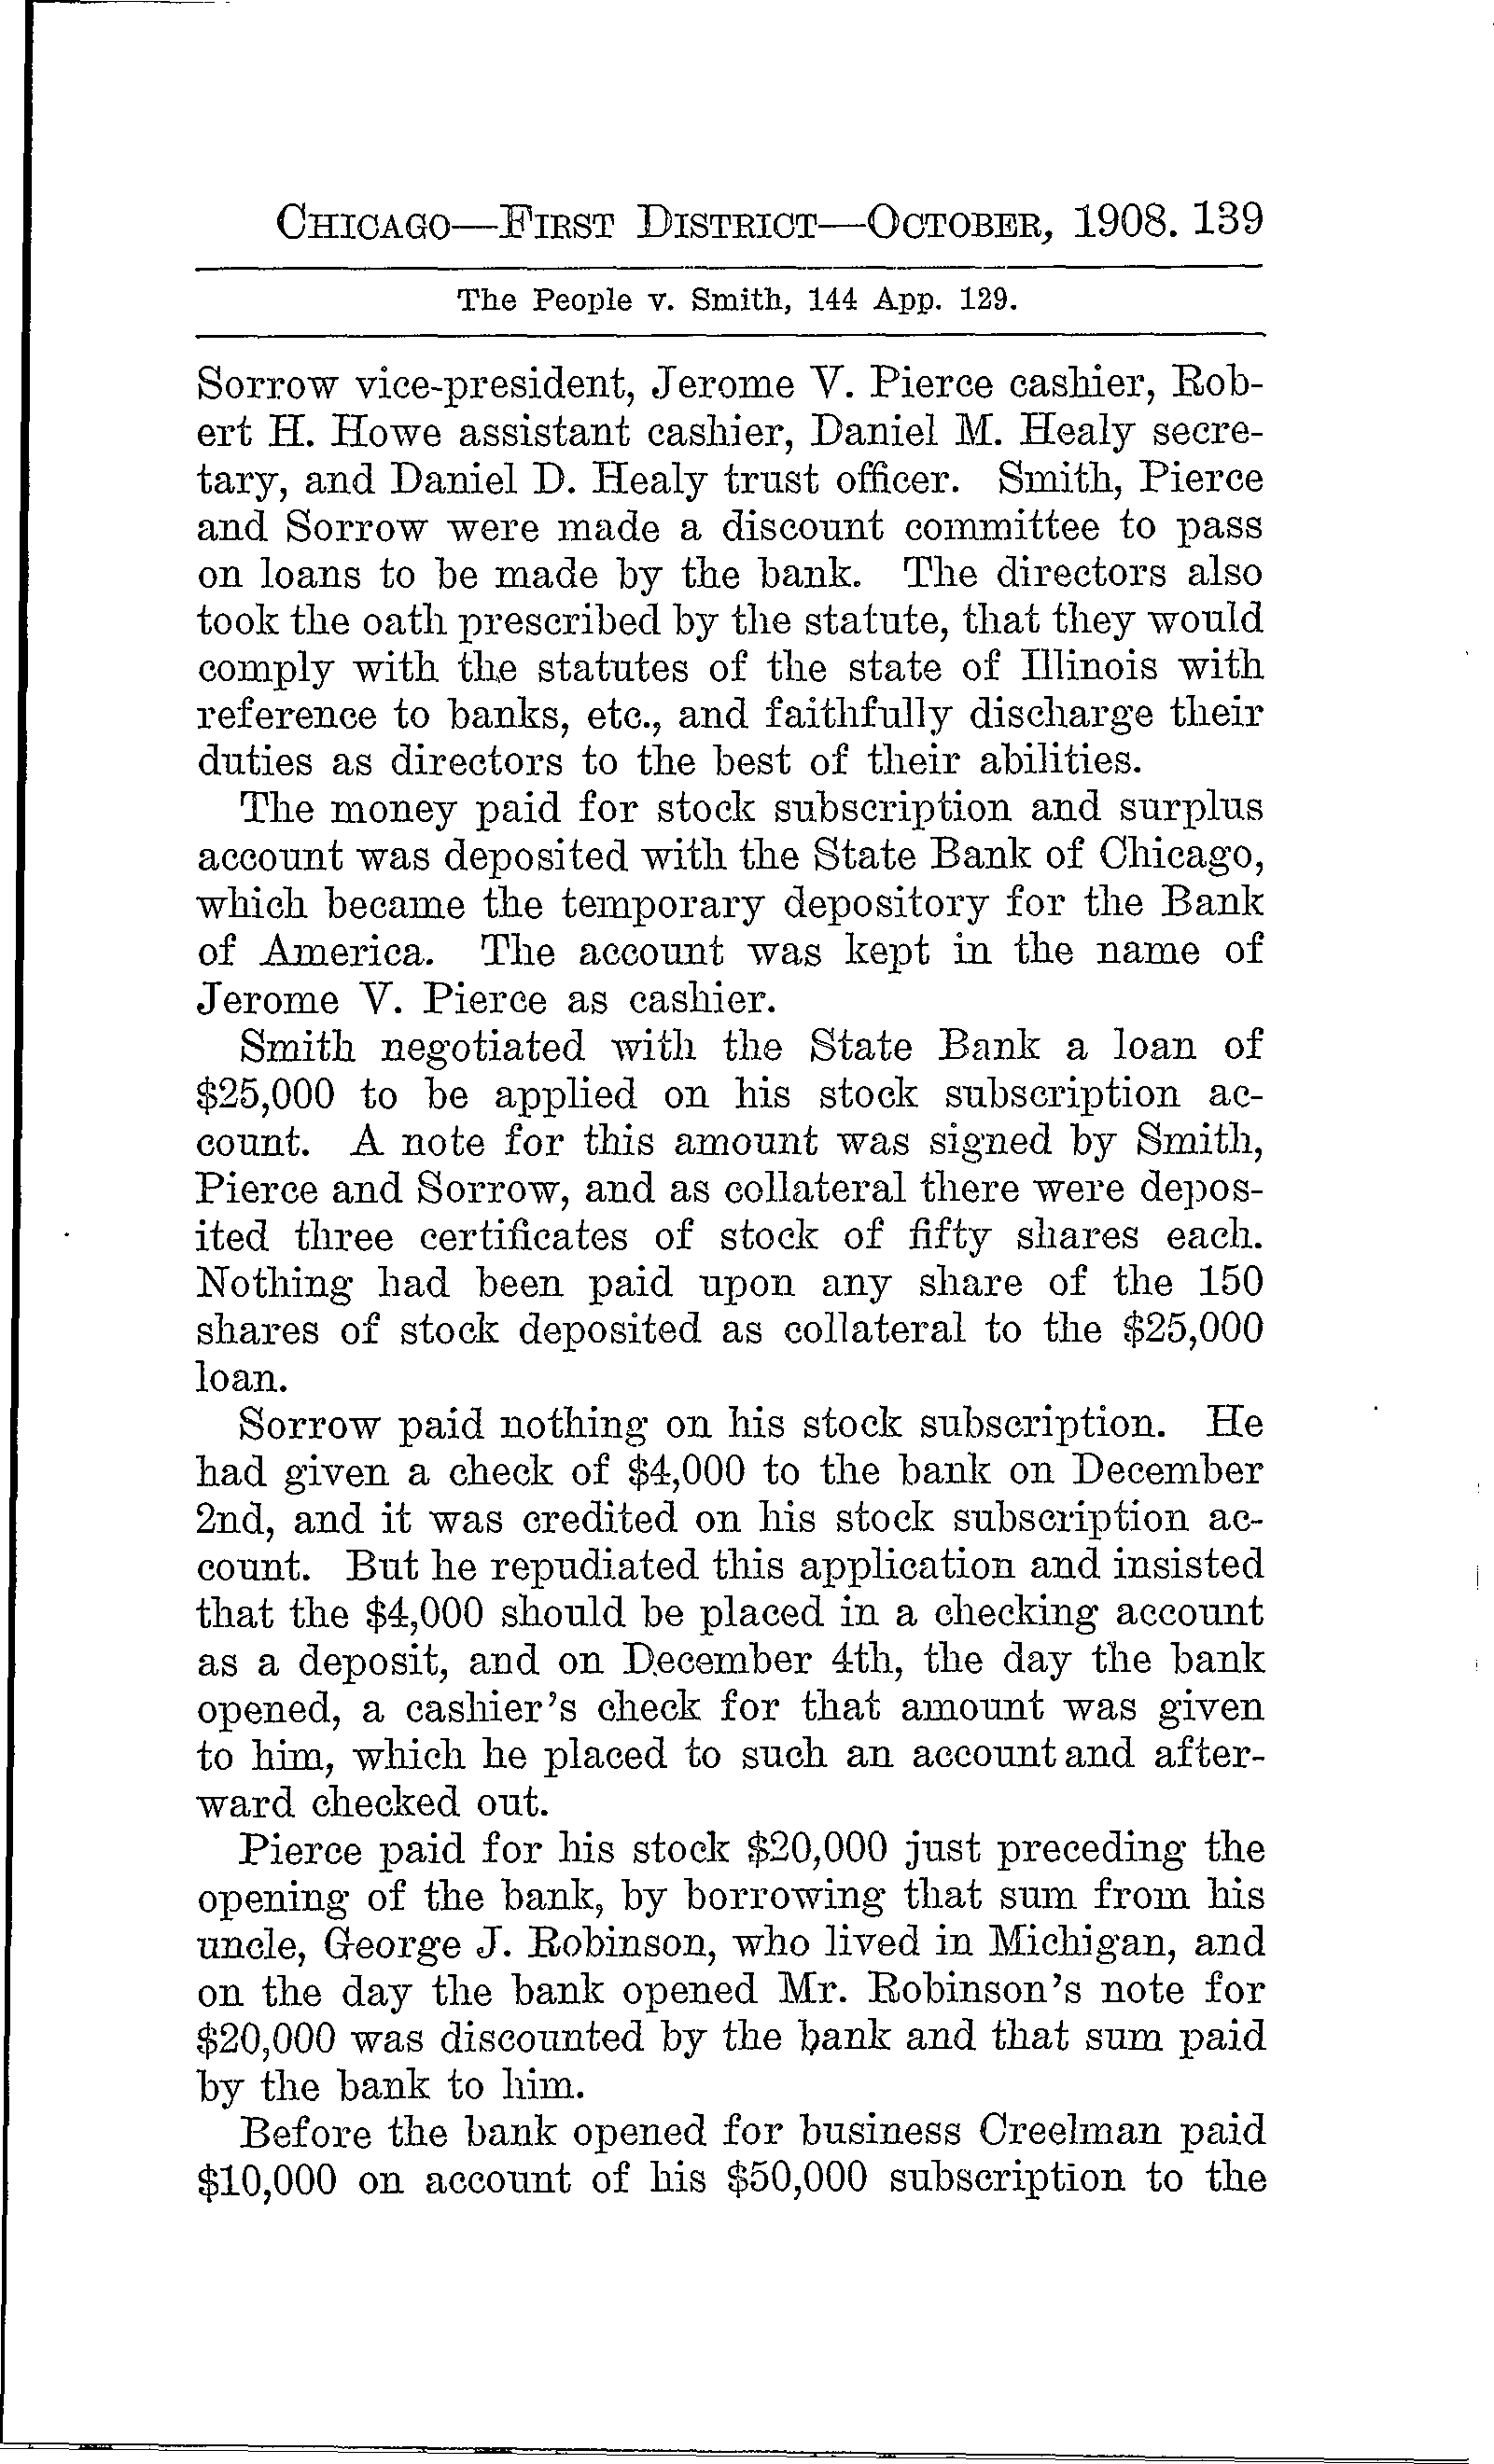 CHICAGO—FIRST DISTRICT—OCTOBER, 1908. 139
The People v. Smith, 144 App. 129.
Sorrow vice-president, Jerome V. Pierce cashier, Rob-
ert H. Howe assistant cashier, Daniel M. Healy secre-
tary, and Daniel D. Healy trust officer. Smith, Pierce
and Sorrow were made a discount committee to pass
on loans to be made by the bank. The directors also
took the oath prescribed by the statute, that they would
comply with the statutes of the state of Illinois with
reference to banks, etc., and faithfully discharge their
duties as directors to the best of their abilities.
The money paid for stock subscription and surplus
account was deposited with the State Bank of Chicago,
which became the temporary depository for the Bank
of America. The account was kept in the name of
Jerome V. Pierce as cashier.
Smith negotiated with the State Bank a loan of
$25,000 to be applied on his stock subscription ac-
count. A note for this amount was signed by Smith,
Pierce and Sorrow, and as collateral there were depos-
ited three certificates of stock of fifty shares each.
Nothing had been paid upon any share of the 150
shares of stock deposited as collateral to the $25,000
loan.
Sorrow paid nothing on his stock subscription. He
had given a check of $4,000 to the bank on December
2nd, and it was credited on his stock subscription ac-
count. But he repudiated this application and insisted
that the $4,000 should be placed in a checking account
as a deposit, and on December 4th, the day the bank
opened, a cashier's check for that amount was given
to him, which he placed to such an account and after-
ward checked out.
Pierce paid for his stock $20,000 just preceding the
opening of the bank, by borrowing that sum from his
uncle, George J. Robinson, who lived in Michigan, and
on the day the bank opened Mr. Robinson's note for
$20,000 was discounted by the bank and that sum paid
by the bank to him.
Before the bank opened for business Creelman paid
$10,000 on account of his $50,000 subscription to the